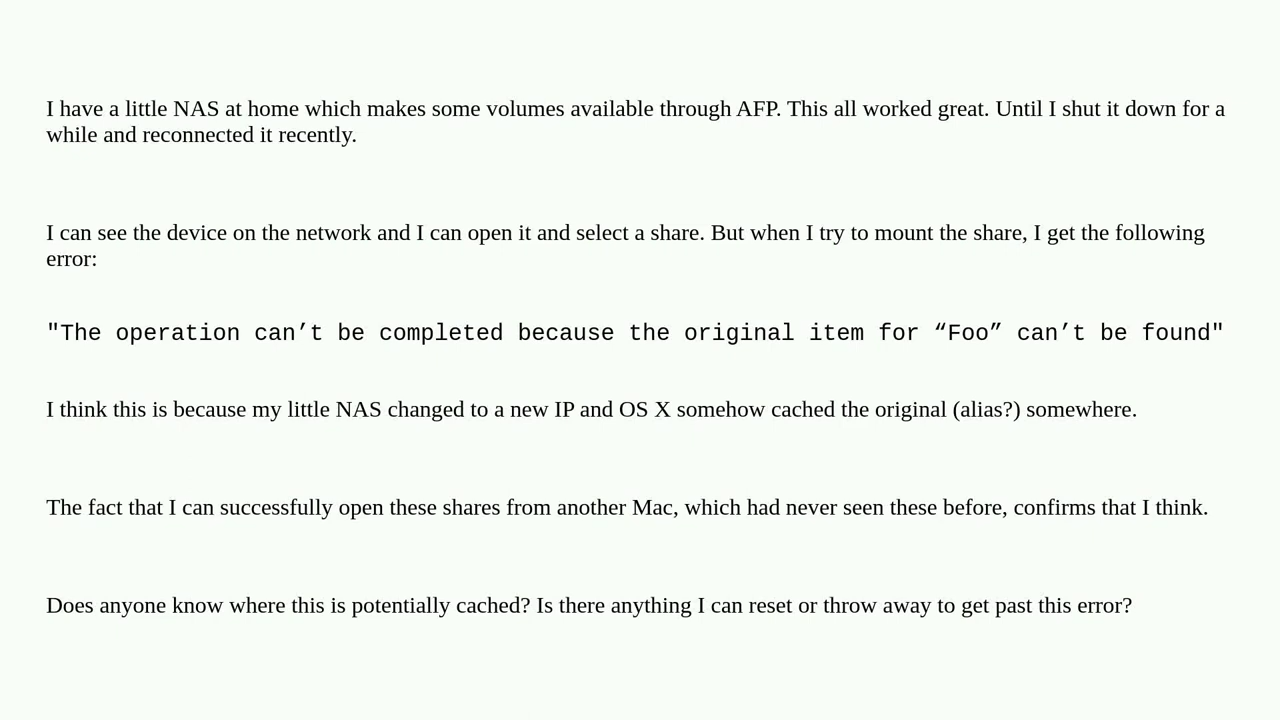 I have a little NAS at home which makes some volumes available through AFP. This all worked great. Until I shut it down for a
while and reconnected it recently.
I can see the device on the network and I can open it and select a share. But when I try to mount the share, I get the following
error:
"The operation can’t be completed because the original item for “Foo” can’t be found"
I think this is because my little NAS changed to a new IP and OS X somehow cached the original (alias?) somewhere.
The fact that I can successfully open these shares from another Mac, which had never seen these before, confirms that I think.
Does anyone know where this is potentially cached? Is there anything I can reset or throw away to get past this error?